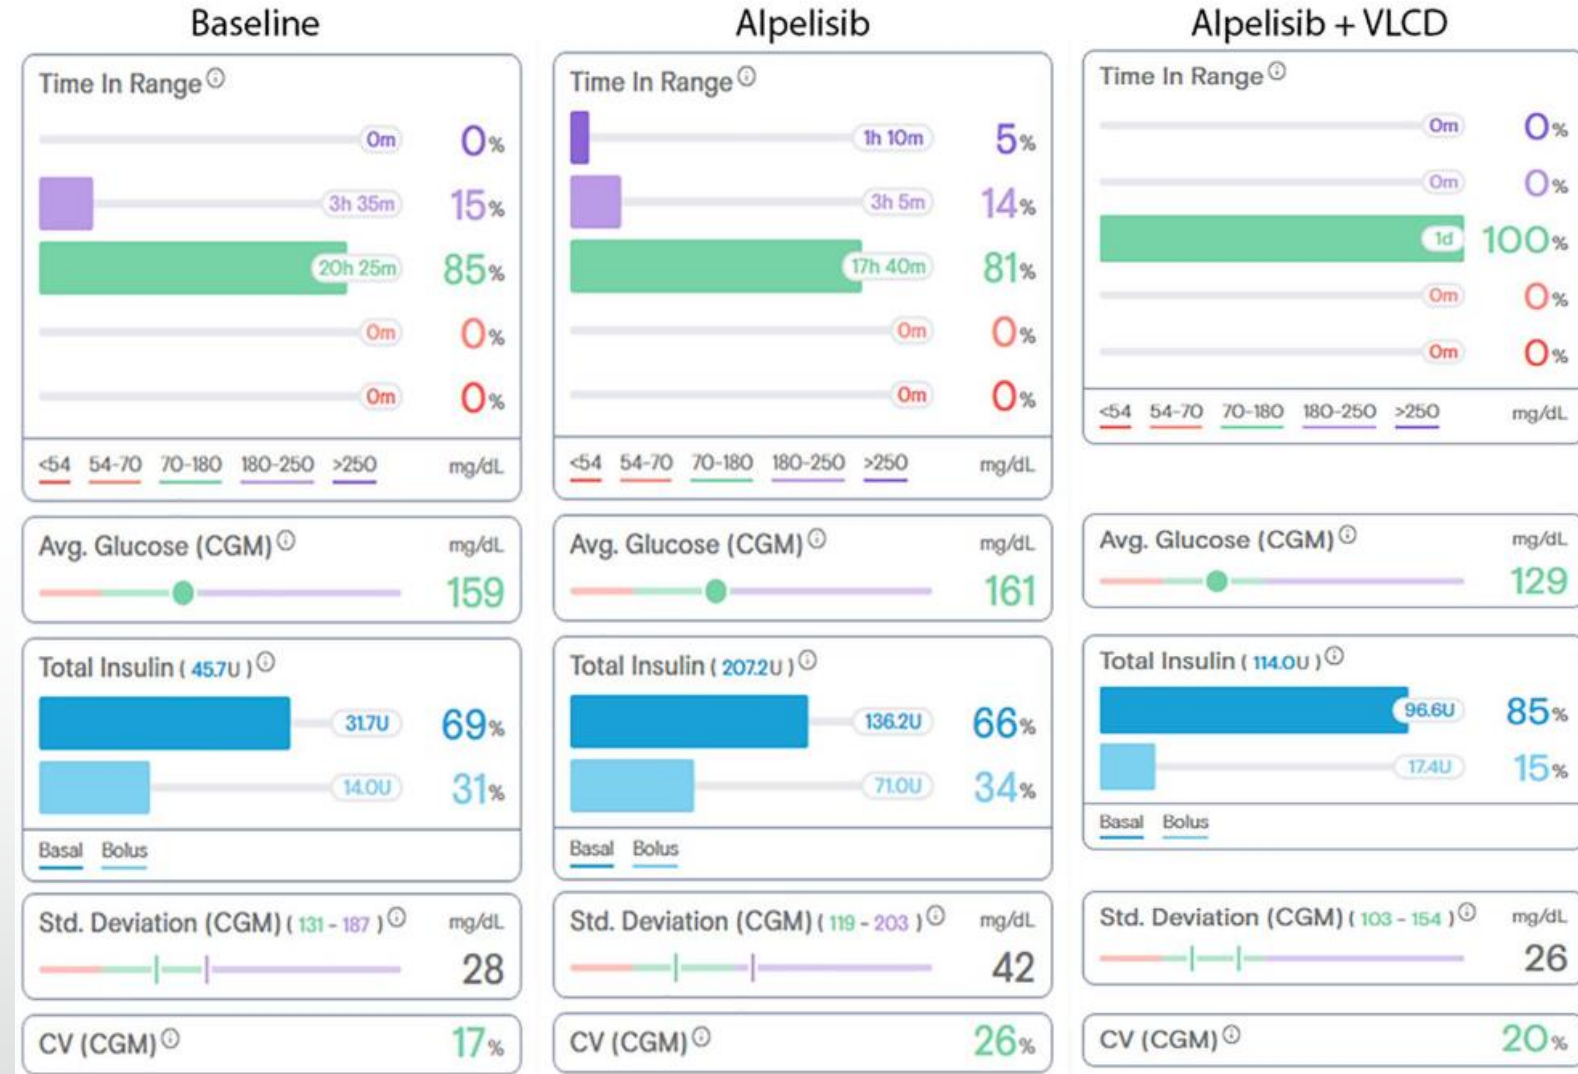 Baseline
Time In Range
0m 0%
3h 35m 15%
20h 25m 85%
0m 0%
0m 0%
<54 54-70 70-180 180-250 >250 mg/dL
Avg. Glucose (CGM) mg/dL
159
Total Insulin ( 45.7U )
31.7U 69%
14.0U 31%
Basal Bolus
Std. Deviation (CGM) ( 131 - 187 ) mg/dL
28
CV (CGM) 17%
Alpelisib
Time In Range
1h 10m 5%
3h 5m 14%
17h 40m 81%
0m 0%
0m 0%
<54 54-70 70-180 180-250 >250 mg/dL
Avg. Glucose (CGM) mg/dL
161
Total Insulin ( 207.2U )
136.2U 66%
71.0U 34%
Basal Bolus
Std. Deviation (CGM) ( 119 - 203 ) mg/dL
42
CV (CGM) 26%
Alpelisib + VLCD
Time In Range
0m 0%
0m 0%
1d 100%
0m 0%
0m 0%
<54 54-70 70-180 180-250 >250 mg/dL
Avg. Glucose (CGM) mg/dL
129
Total Insulin ( 114.0U )
96.6U 85%
17.4U 15%
Basal Bolus
Std. Deviation (CGM) ( 103 - 154 ) mg/dL
26
CV (CGM) 20%